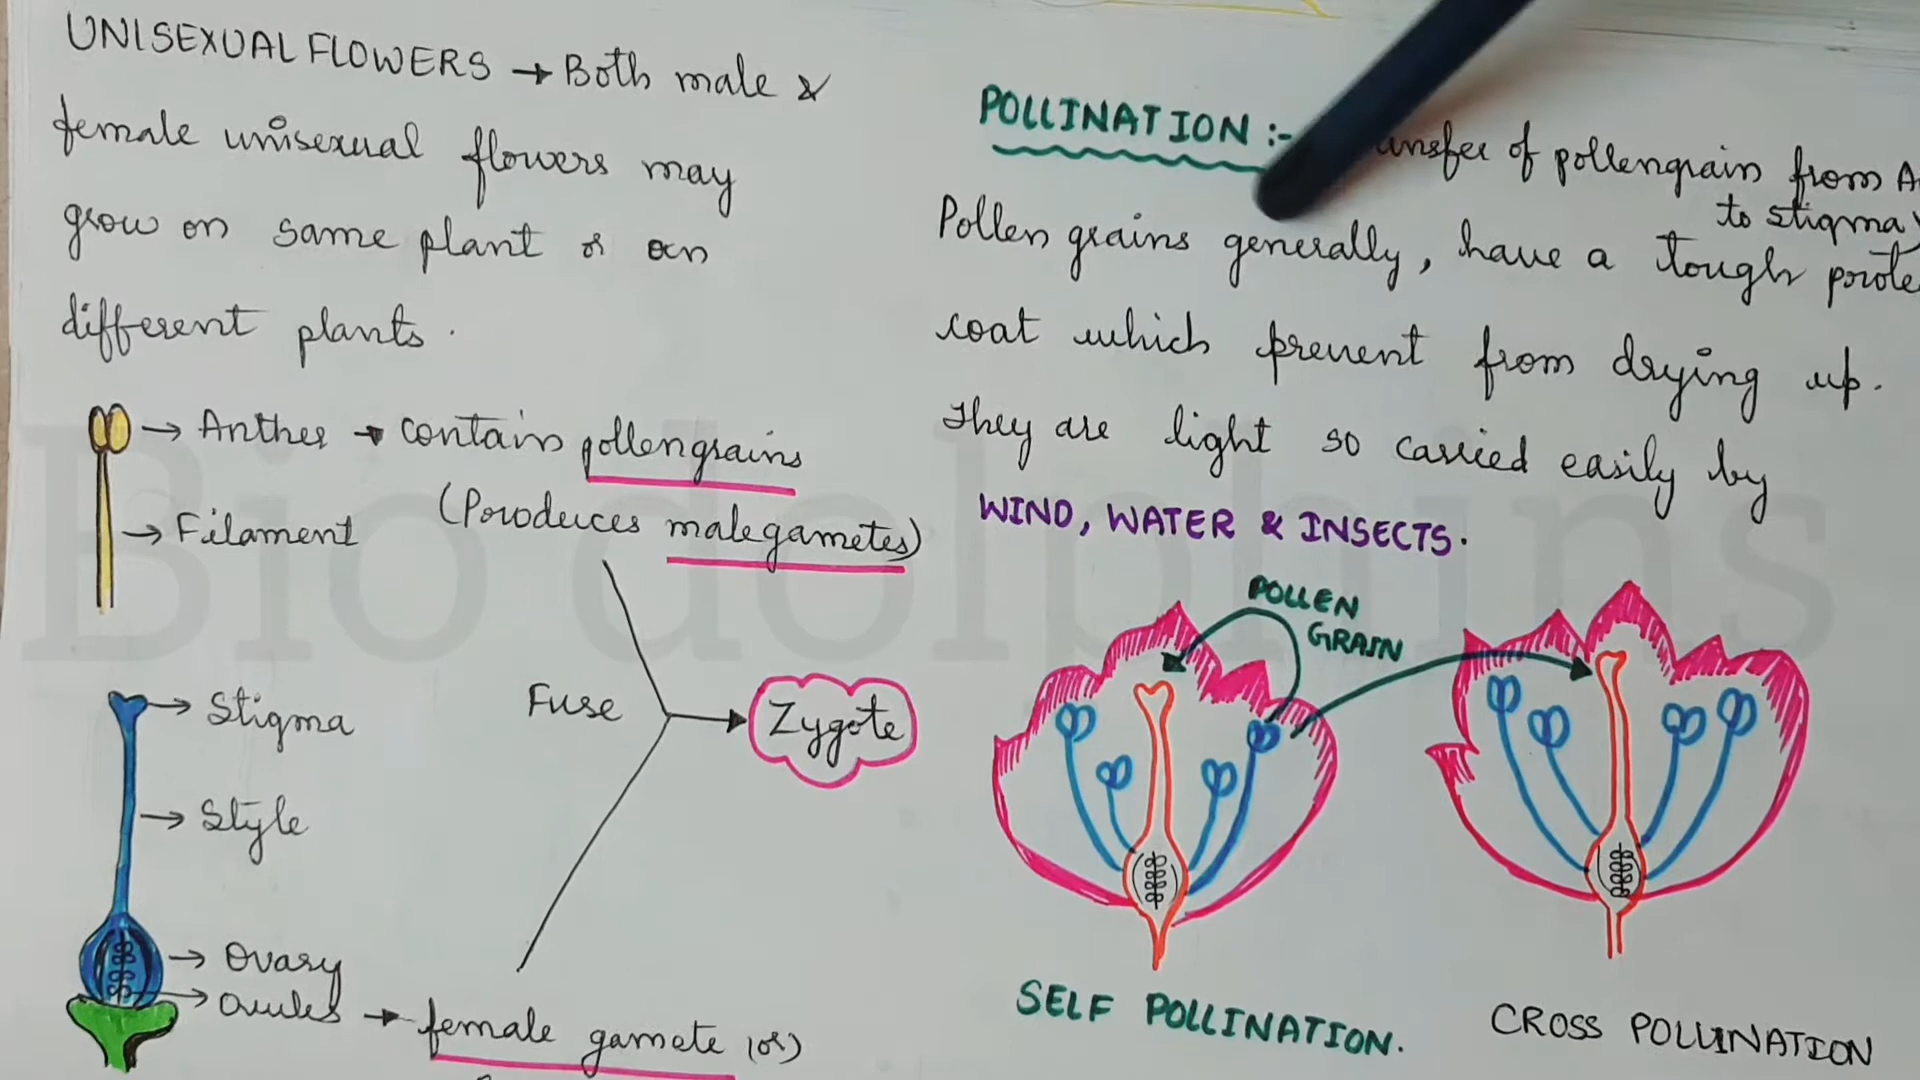 UNISEXUAL FLOWERS → Both male &
female unisexual flowers may
grow on same plant or on
different plants.
→ Anther → contain pollengrains
(Produces malegametes)
→ Filament
Fuse → Zygote
→ Stigma
→ Style
→ Ovary
→ Ovules → female gamete (or)
POLLINATION :- of pollengrain from
to stigma
Pollen grains generally, have a tough
coat which prevent from drying up.
They are light so carried easily by
WIND, WATER & INSECTS.
POLLEN
GRAIN
SELF POLLINATION.
CROSS POLLINATION
Bio dolphins